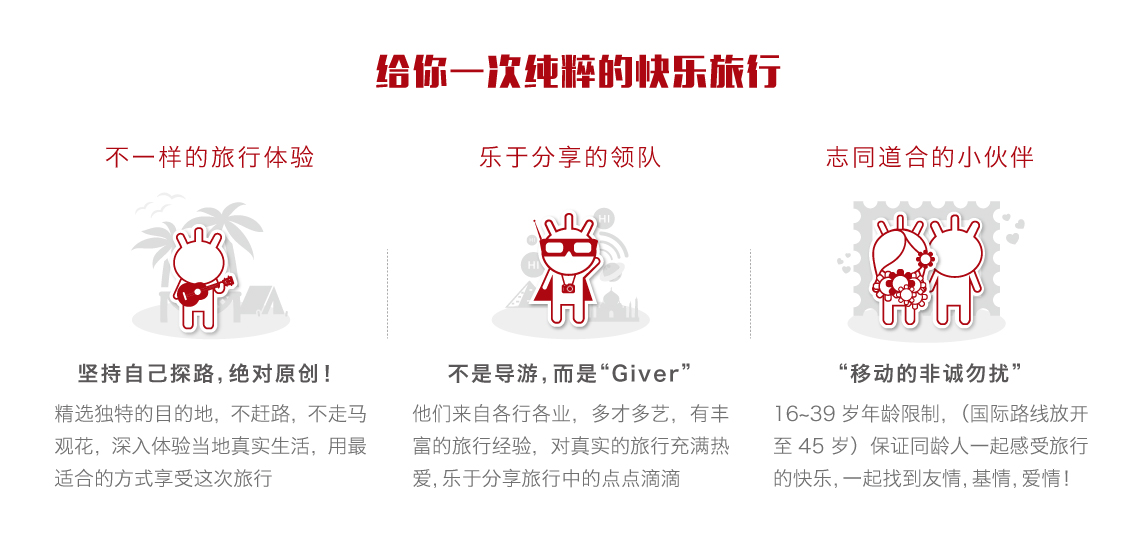 给你一次纯粹的快乐旅行
不一样的旅行体验
HI
HI
乐于分享的领队
志同道合的小伙伴
坚持自己探路,绝对原创！
精选独特的目的地，不赶路，不走马
观花，深入体验当地真实生活，用最
适合的方式享受这次旅行
不是导游,而是“Giver”
他们来自各行各业，多才多艺，有丰
富的旅行经验，对真实的旅行充满热
爱,乐于分享旅行中的点点滴滴
“移动的非诚勿扰”
16~39 岁年龄限制，（国际路线放开
至 45 岁）保证同龄人一起感受旅行
的快乐,一起找到友情,基情,爱情！